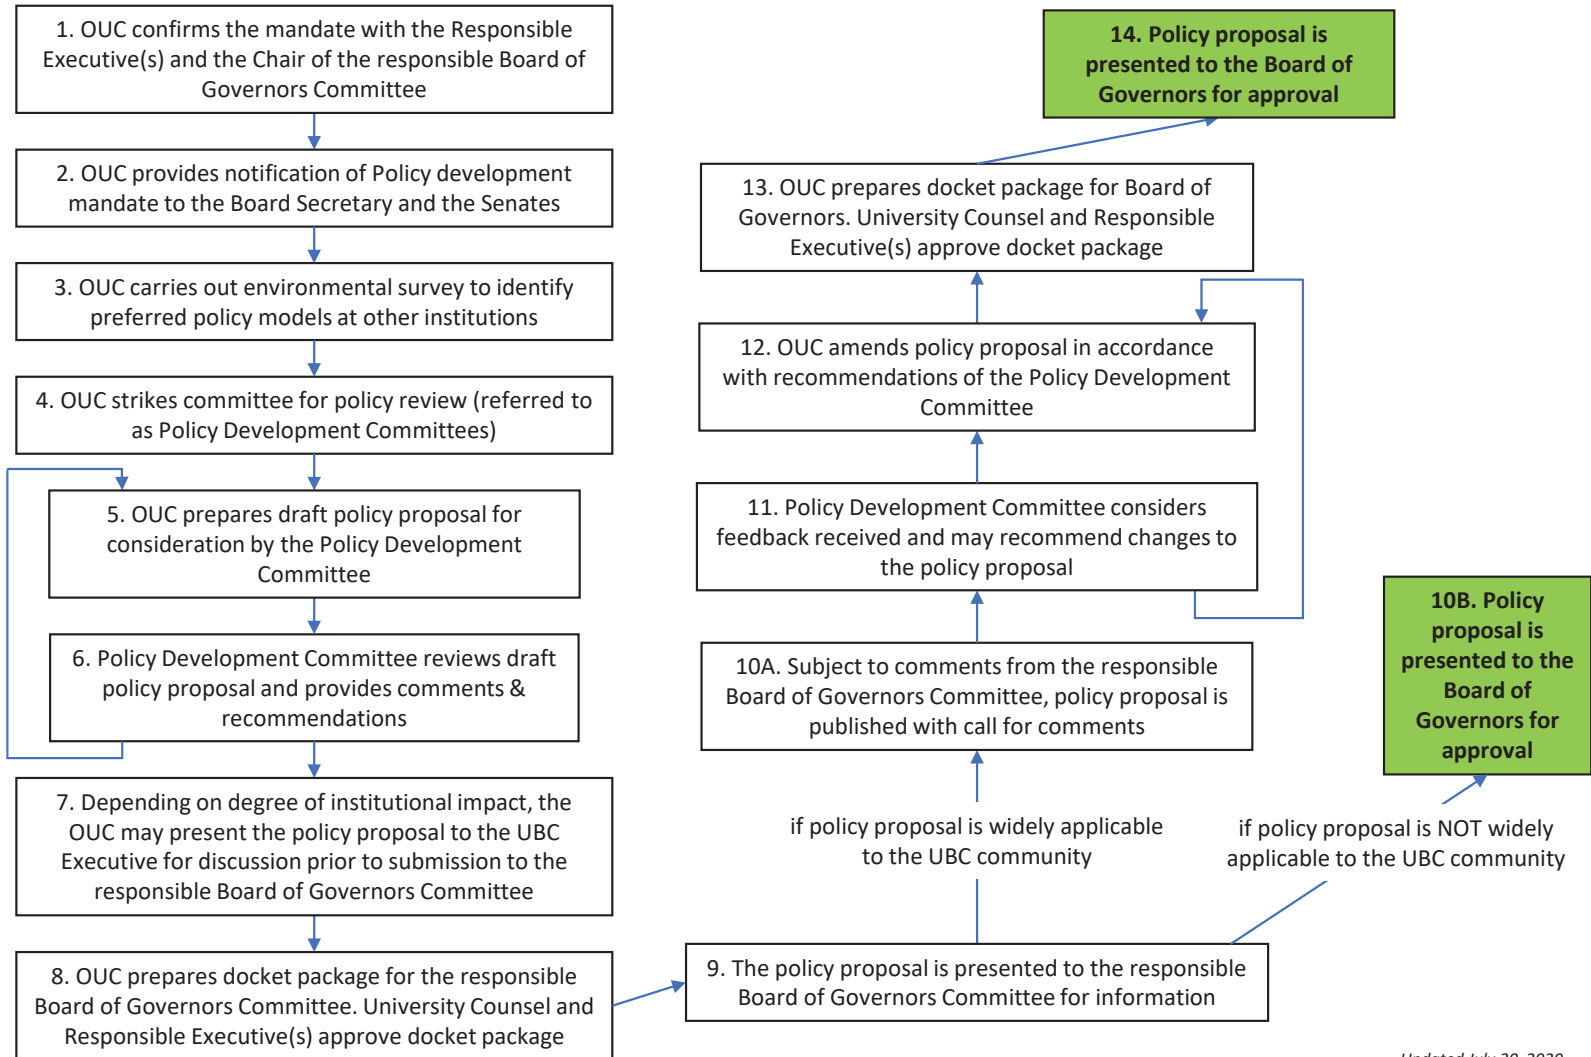 1. OUC confirms the mandate with the Responsible
Executive(s) and the Chair of the responsible Board of
Governors Committee
2. OUC provides notification of Policy development
mandate to the Board Secretary and the Senates
3. OUC carries out environmental survey to identify
preferred policy models at other institutions
4. OUC strikes committee for policy review (referred to
as Policy Development Committees)
5. OUC prepares draft policy proposal for
consideration by the Policy Development
Committee
6. Policy Development Committee reviews draft
policy proposal and provides comments &
recommendations
7. Depending on degree of institutional impact, the
OUC may present the policy proposal to the UBC
Executive for discussion prior to submission to the
responsible Board of Governors Committee
8. OUC prepares docket package for the responsible
Board of Governors Committee. University Counsel and
Responsible Executive(s) approve docket package
9. The policy proposal is presented to the responsible
Board of Governors Committee for information
if policy proposal is widely applicable
to the UBC community
if policy proposal is NOT widely
applicable to the UBC community
10A. Subject to comments from the responsible
Board of Governors Committee, policy proposal is
published with call for comments
10B. Policy
proposal is
presented to the
Board of
Governors for
approval
11. Policy Development Committee considers
feedback received and may recommend changes to
the policy proposal
12. OUC amends policy proposal in accordance
with recommendations of the Policy Development
Committee
13. OUC prepares docket package for Board of
Governors. University Counsel and Responsible
Executive(s) approve docket package
14. Policy proposal is
presented to the Board of
Governors for approval